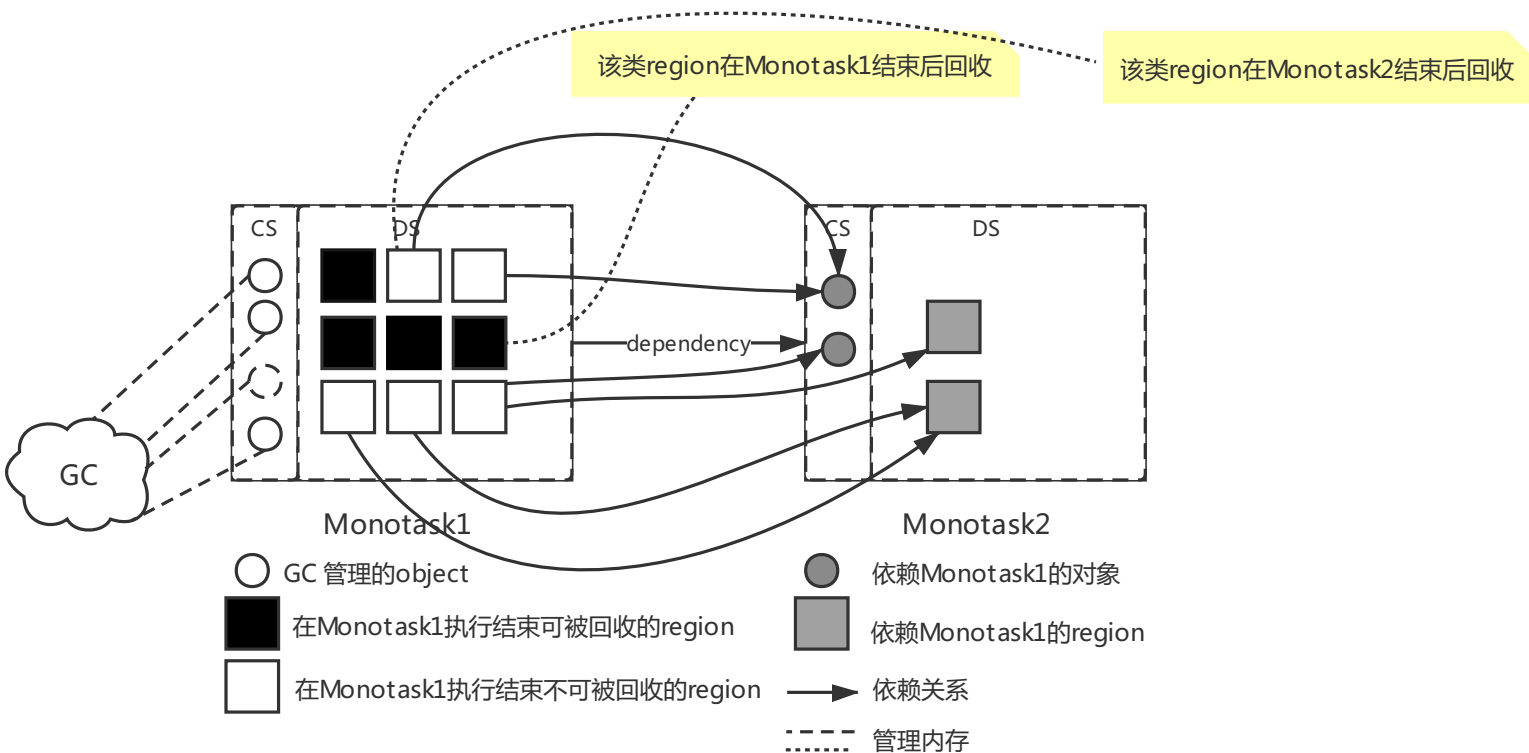 该类region在Monotask1结束后回收
该类region在Monotask2结束后回收
CS
DS
CS
DS
dependency
GC
Monotask1
Monotask2
GC 管理的object
依赖Monotask1的对象
在Monotask1执行结束可被回收的region
依赖Monotask1的region
在Monotask1执行结束不可被回收的region
依赖关系
管理内存